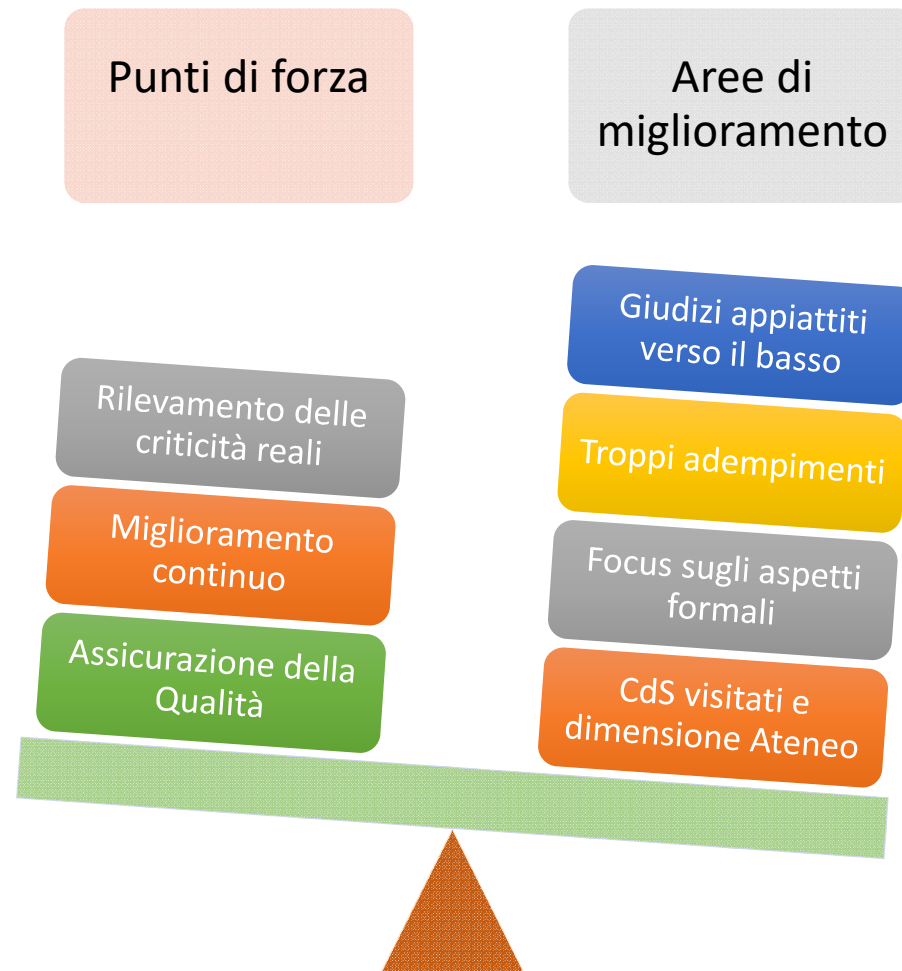 Punti di forza
Aree di
miglioramento
Rilevamento delle
criticità reali
Miglioramento
continuo
Assicurazione della
Qualità
Giudizi appiattiti
verso il basso
Troppi adempimenti
Focus sugli aspetti
formali
CdS visitati e
dimensione Ateneo